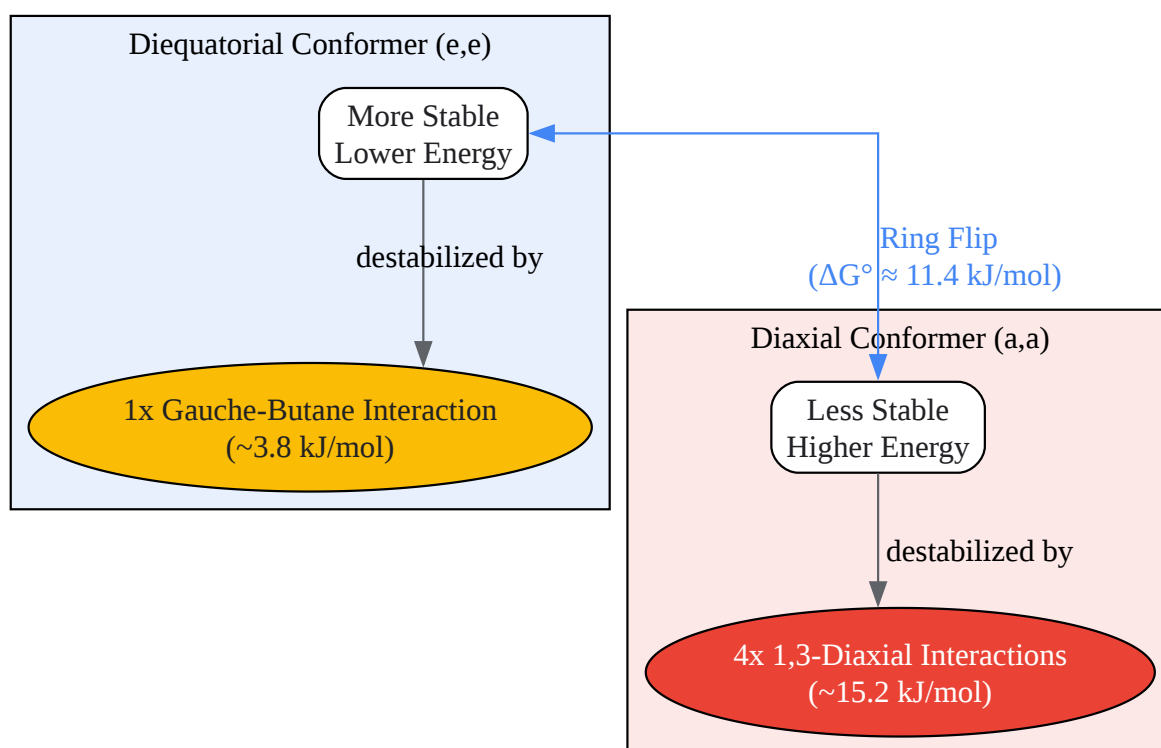 Diequatorial Conformer (e,e)
More Stable
Lower Energy
destabilized by
1x Gauche-Butane Interaction
(~3.8 kJ/mol)
Ring Flip
(ΔG° ≈ 11.4 kJ/mol)
Diaxial Conformer (a,a)
Less Stable
Higher Energy
destabilized by
4x 1,3-Diaxial Interactions
(~15.2 kJ/mol)